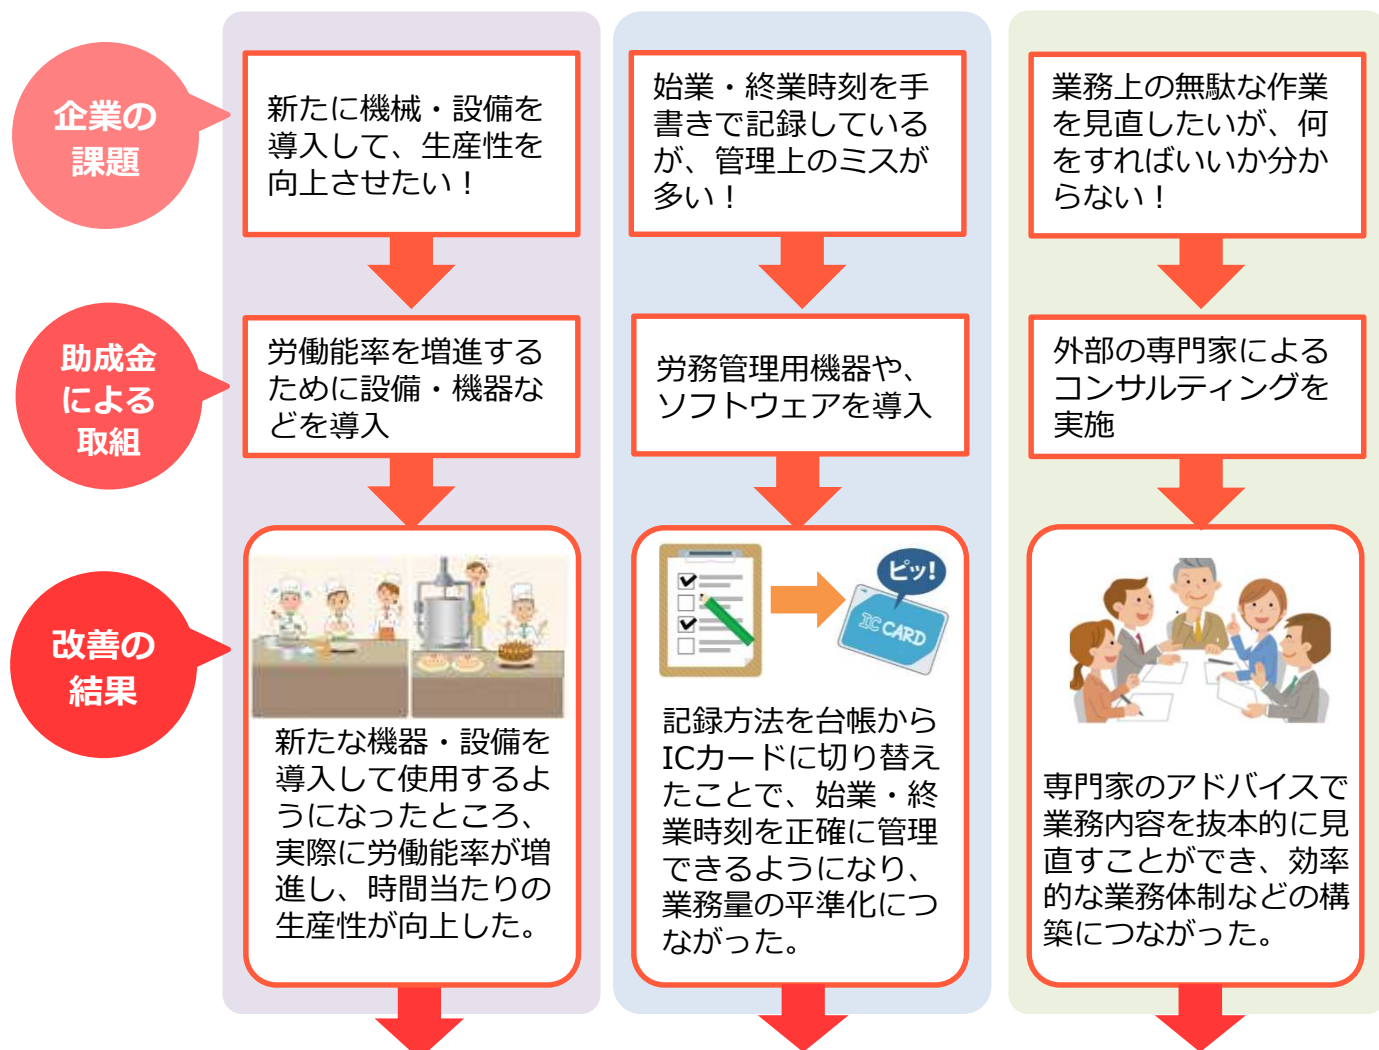 企業の
課題
新たに機械・設備を
導入して、生産性を
向上させたい！
始業・終業時刻を手
書きで記録している
が、管理上のミスが
多い！
業務上の無駄な作業
を見直したいが、何
をすればいいか分か
らない！
助成金
による
取組
労働能率を増進する
ために設備・機器な
どを導入
労務管理用機器や、
ソフトウェアを導入
外部の専門家による
コンサルティングを
実施
改善の
結果
新たな機器・設備を
導入して使用するよ
うになったところ、
実際に労働能率が増
進し、時間当たりの
生産性が向上した。
ピッ!
IC CARD
記録方法を台帳から
ICカードに切り替え
たことで、始業・終
業時刻を正確に管理
できるようになり、
業務量の平準化につ
ながった。
専門家のアドバイスで
業務内容を抜本的に見
直すことができ、効率
的な業務体制などの構
築につながった。